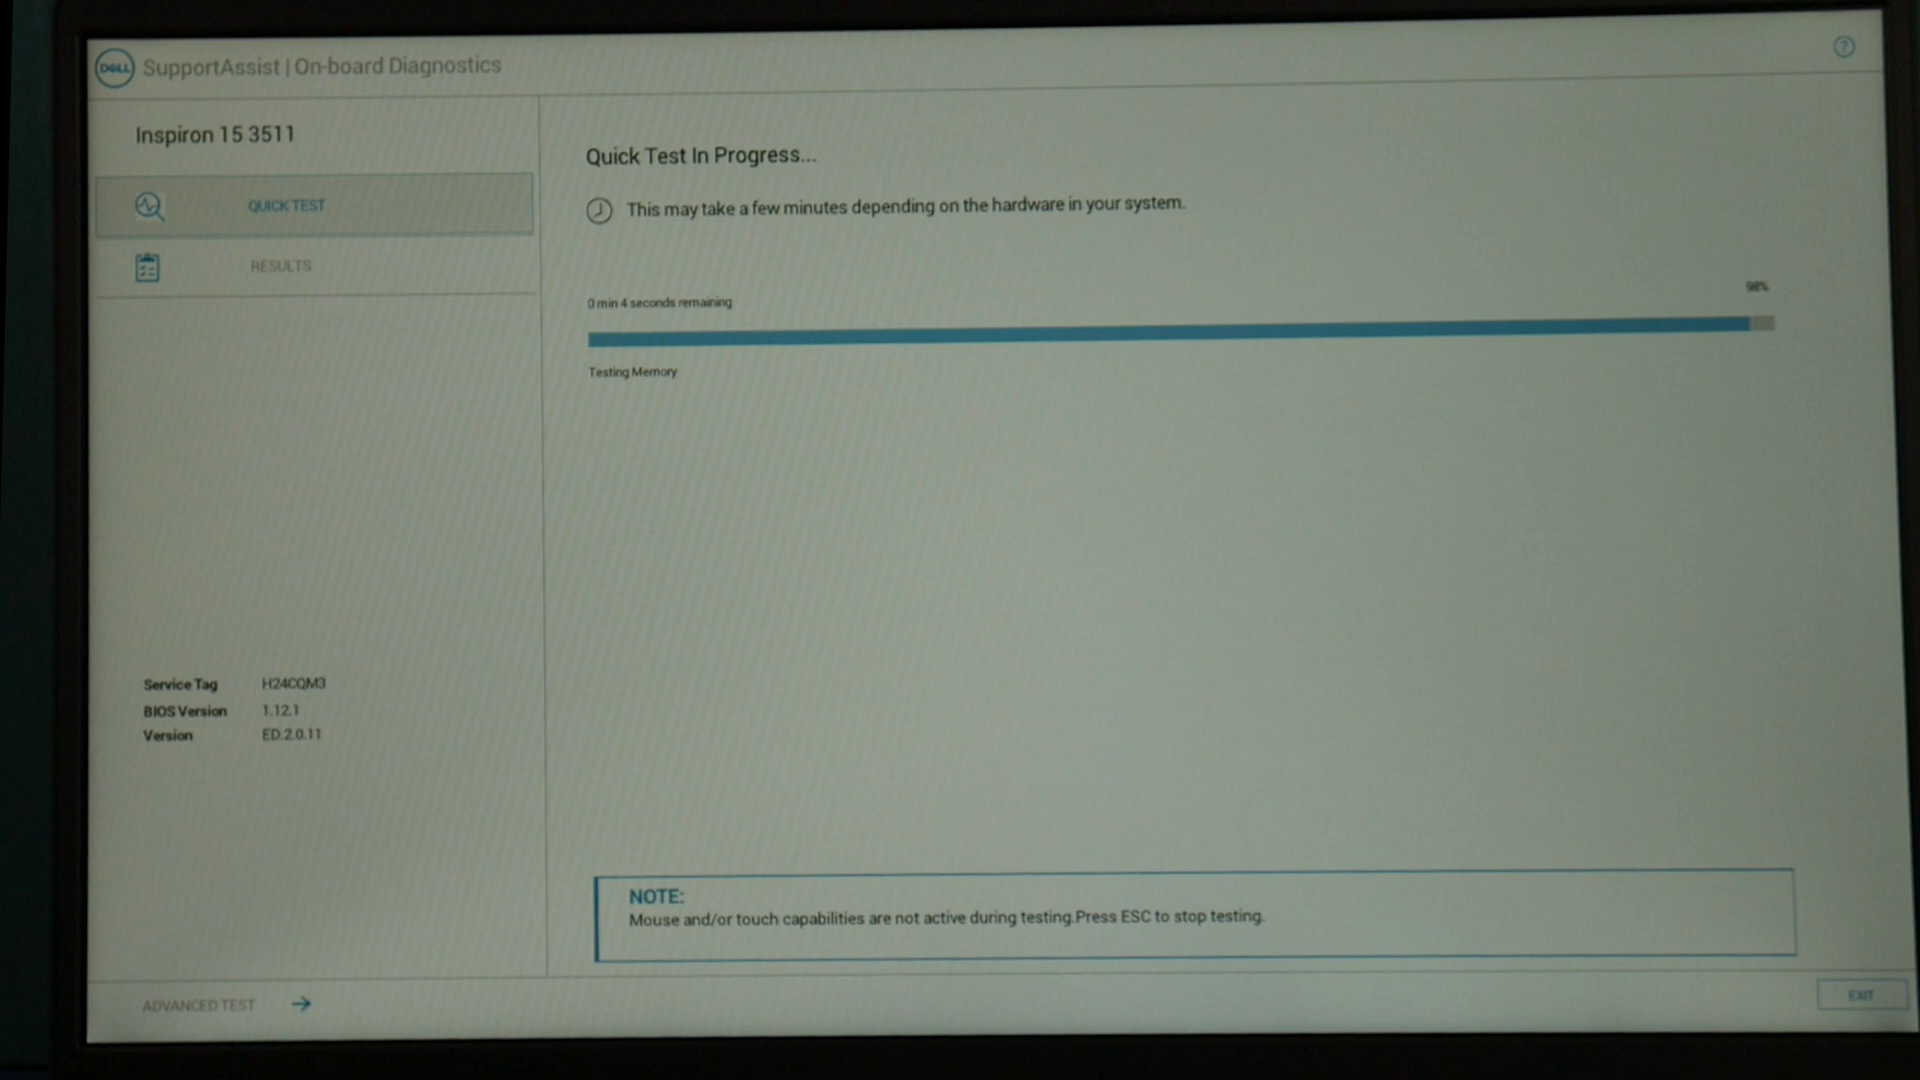 DELL SupportAssist | On-board Diagnostics
?
Inspiron 15 3511
QUICK TEST
RESULTS
Service Tag H24CQM3
BIOS Version 1.12.1
Version ED.2.0.11
Quick Test In Progress...
This may take a few minutes depending on the hardware in your system.
98%
0 min 4 seconds remaining
Testing Memory
NOTE:
Mouse and/or touch capabilities are not active during testing.Press ESC to stop testing.
ADVANCED TEST
EXIT